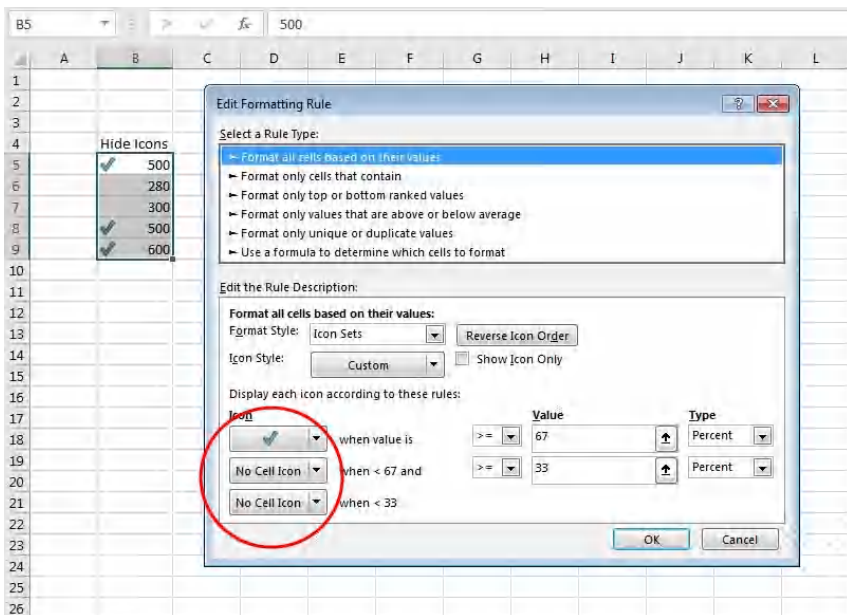 B5 fx 500
A B C D E F G H I J K L
1
2
3
4 Hide Icons
5 500
6 280
7 300
8 500
9 600
10
11
12
13
14
15
16
17
18
19
20
21
22
23
24
25
26
Edit Formatting Rule
Select a Rule Type:
► Format all cells based on their values
► Format only cells that contain
► Format only top or bottom ranked values
► Format only values that are above or below average
► Format only unique or duplicate values
► Use a formula to determine which cells to format
Edit the Rule Description:
Format all cells based on their values:
Format Style: Icon Sets Reverse Icon Order
Icon Style: Custom Show Icon Only
Display each icon according to these rules:
Icon Value Type
when value is >= 67 Percent
No Cell Icon when < 67 and >= 33 Percent
No Cell Icon when < 33
OK Cancel